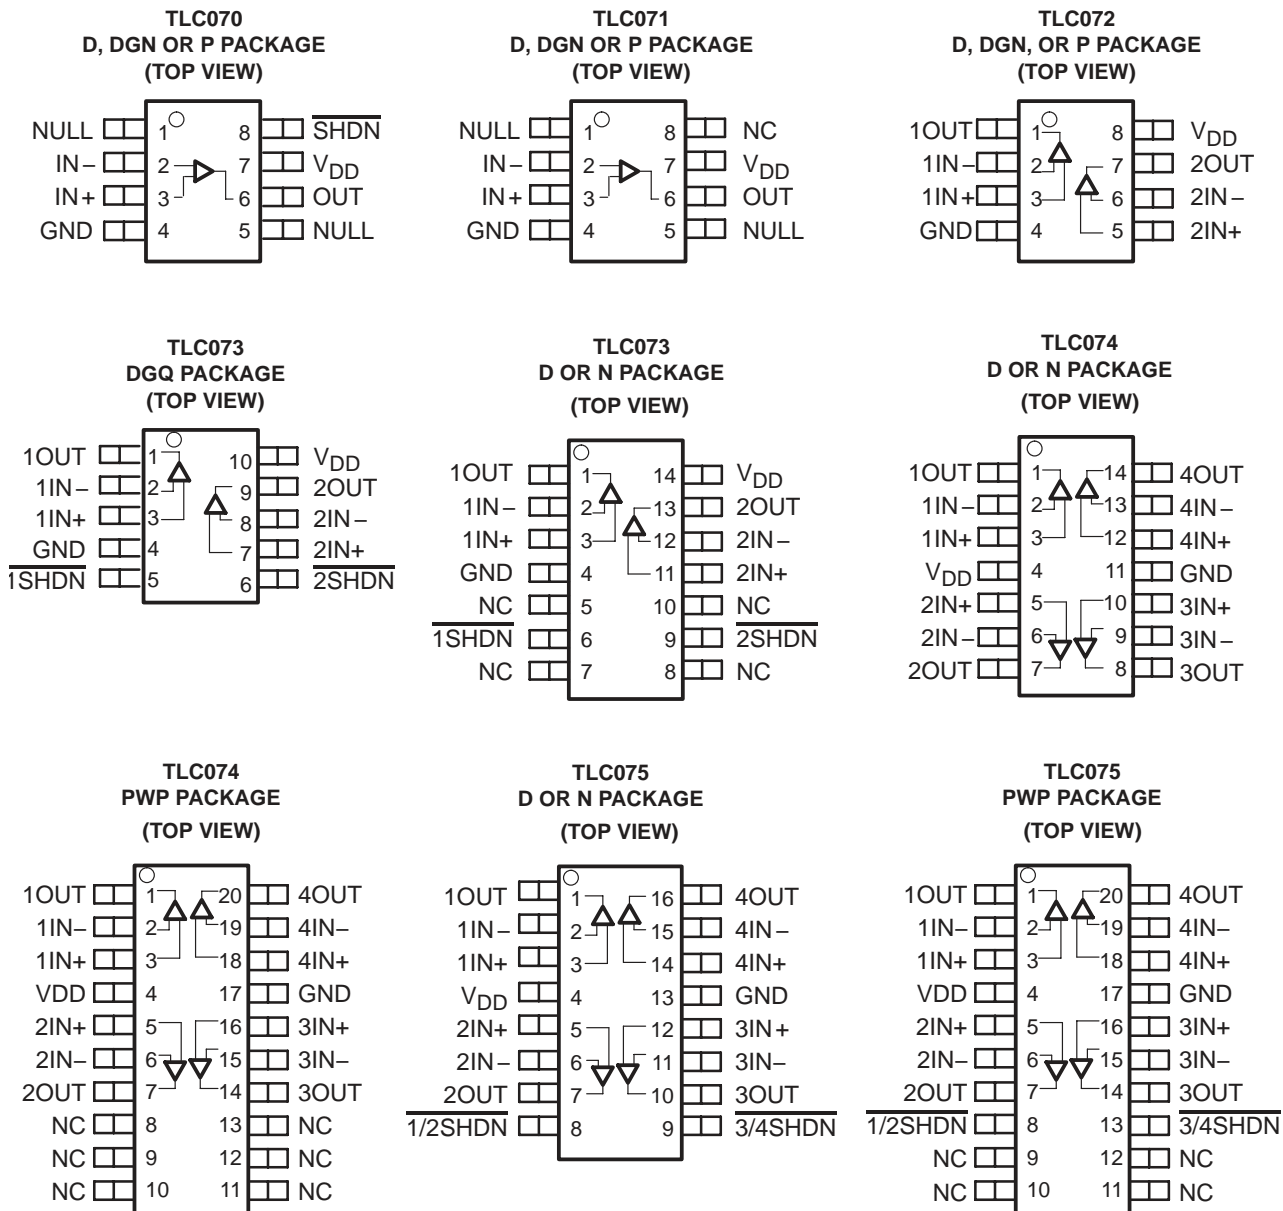 TLC070
D, DGN OR P PACKAGE
(TOP VIEW)
NULL 1 8 SHDN
IN− 2 7 VDD
IN+ 3 6 OUT
GND 4 5 NULL
TLC071
D, DGN OR P PACKAGE
(TOP VIEW)
NULL 1 8 NC
IN− 2 7 VDD
IN+ 3 6 OUT
GND 4 5 NULL
TLC072
D, DGN, OR P PACKAGE
(TOP VIEW)
1OUT 1 8 VDD
1IN− 2 7 2OUT
1IN+ 3 6 2IN−
GND 4 5 2IN+
TLC073
DGQ PACKAGE
(TOP VIEW)
1OUT 1 10 VDD
1IN− 2 9 2OUT
1IN+ 3 8 2IN−
GND 4 7 2IN+
1SHDN 5 6 2SHDN
TLC073
D OR N PACKAGE
(TOP VIEW)
1OUT 1 14 VDD
1IN− 2 13 2OUT
1IN+ 3 12 2IN−
GND 4 11 2IN+
NC 5 10 NC
1SHDN 6 9 2SHDN
NC 7 8 NC
TLC074
D OR N PACKAGE
(TOP VIEW)
1OUT 1 14 4OUT
1IN− 2 13 4IN−
1IN+ 3 12 4IN+
VDD 4 11 GND
2IN+ 5 10 3IN+
2IN− 6 9 3IN−
2OUT 7 8 3OUT
TLC074
PWP PACKAGE
(TOP VIEW)
1OUT 1 20 4OUT
1IN− 2 19 4IN−
1IN+ 3 18 4IN+
VDD 4 17 GND
2IN+ 5 16 3IN+
2IN− 6 15 3IN−
2OUT 7 14 3OUT
NC 8 13 NC
NC 9 12 NC
NC 10 11 NC
TLC075
D OR N PACKAGE
(TOP VIEW)
1OUT 1 16 4OUT
1IN− 2 15 4IN−
1IN+ 3 14 4IN+
VDD 4 13 GND
2IN+ 5 12 3IN+
2IN− 6 11 3IN−
2OUT 7 10 3OUT
1/2SHDN 8 9 3/4SHDN
TLC075
PWP PACKAGE
(TOP VIEW)
1OUT 1 20 4OUT
1IN− 2 19 4IN−
1IN+ 3 18 4IN+
VDD 4 17 GND
2IN+ 5 16 3IN+
2IN− 6 15 3IN−
2OUT 7 14 3OUT
1/2SHDN 8 13 3/4SHDN
NC 9 12 NC
NC 10 11 NC